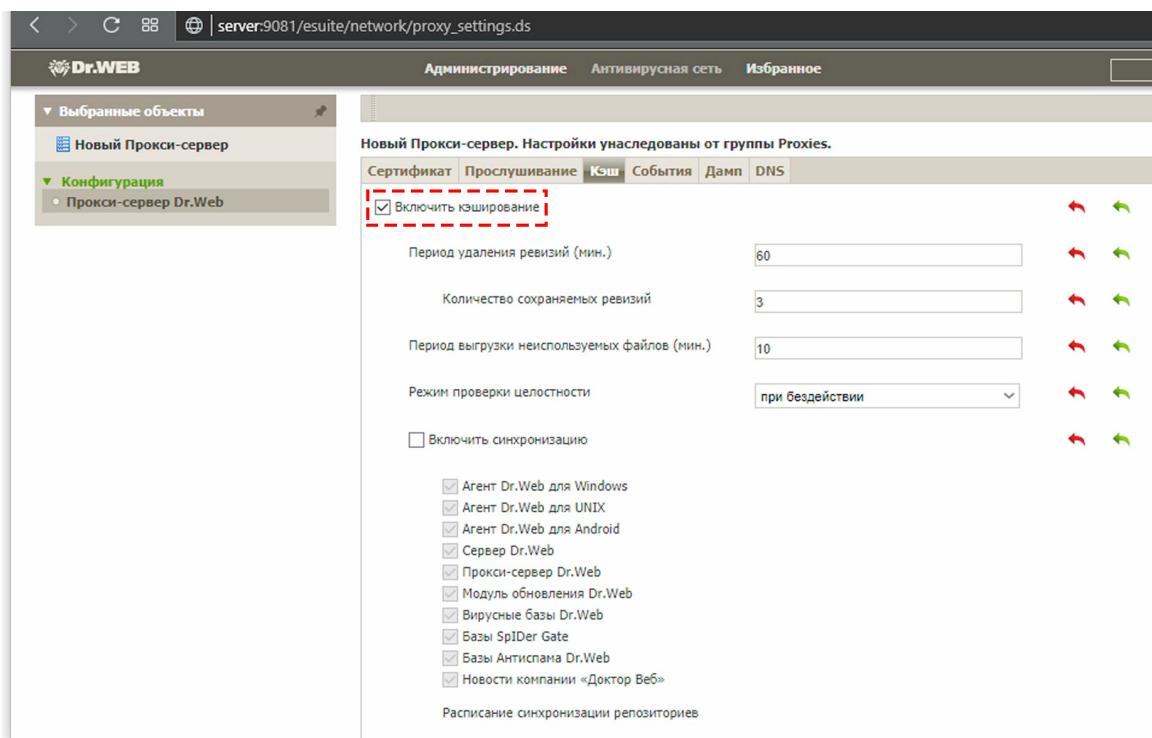 server:9081/esuite/network/proxy_settings.ds
Dr.WEB
Администрирование Антивирусная сеть Избранное
Выбранные объекты
Новый Прокси-сервер
Конфигурация
Прокси-сервер Dr.Web
Новый Прокси-сервер. Настройки унаследованы от группы Proxies.
Сертификат Прослушивание Кэш События Дамп DNS
Включить кэширование
Период удаления ревизий (мин.) 60
Количество сохраняемых ревизий 3
Период выгрузки неиспользуемых файлов (мин.) 10
Режим проверки целостности при бездействии
Включить синхронизацию
Агент Dr.Web для Windows
Агент Dr.Web для UNIX
Агент Dr.Web для Android
Сервер Dr.Web
Прокси-сервер Dr.Web
Модуль обновления Dr.Web
Вирусные базы Dr.Web
Базы SpIDer Gate
Базы Антиспама Dr.Web
Новости компании «Доктор Веб»
Расписание синхронизации репозиториев